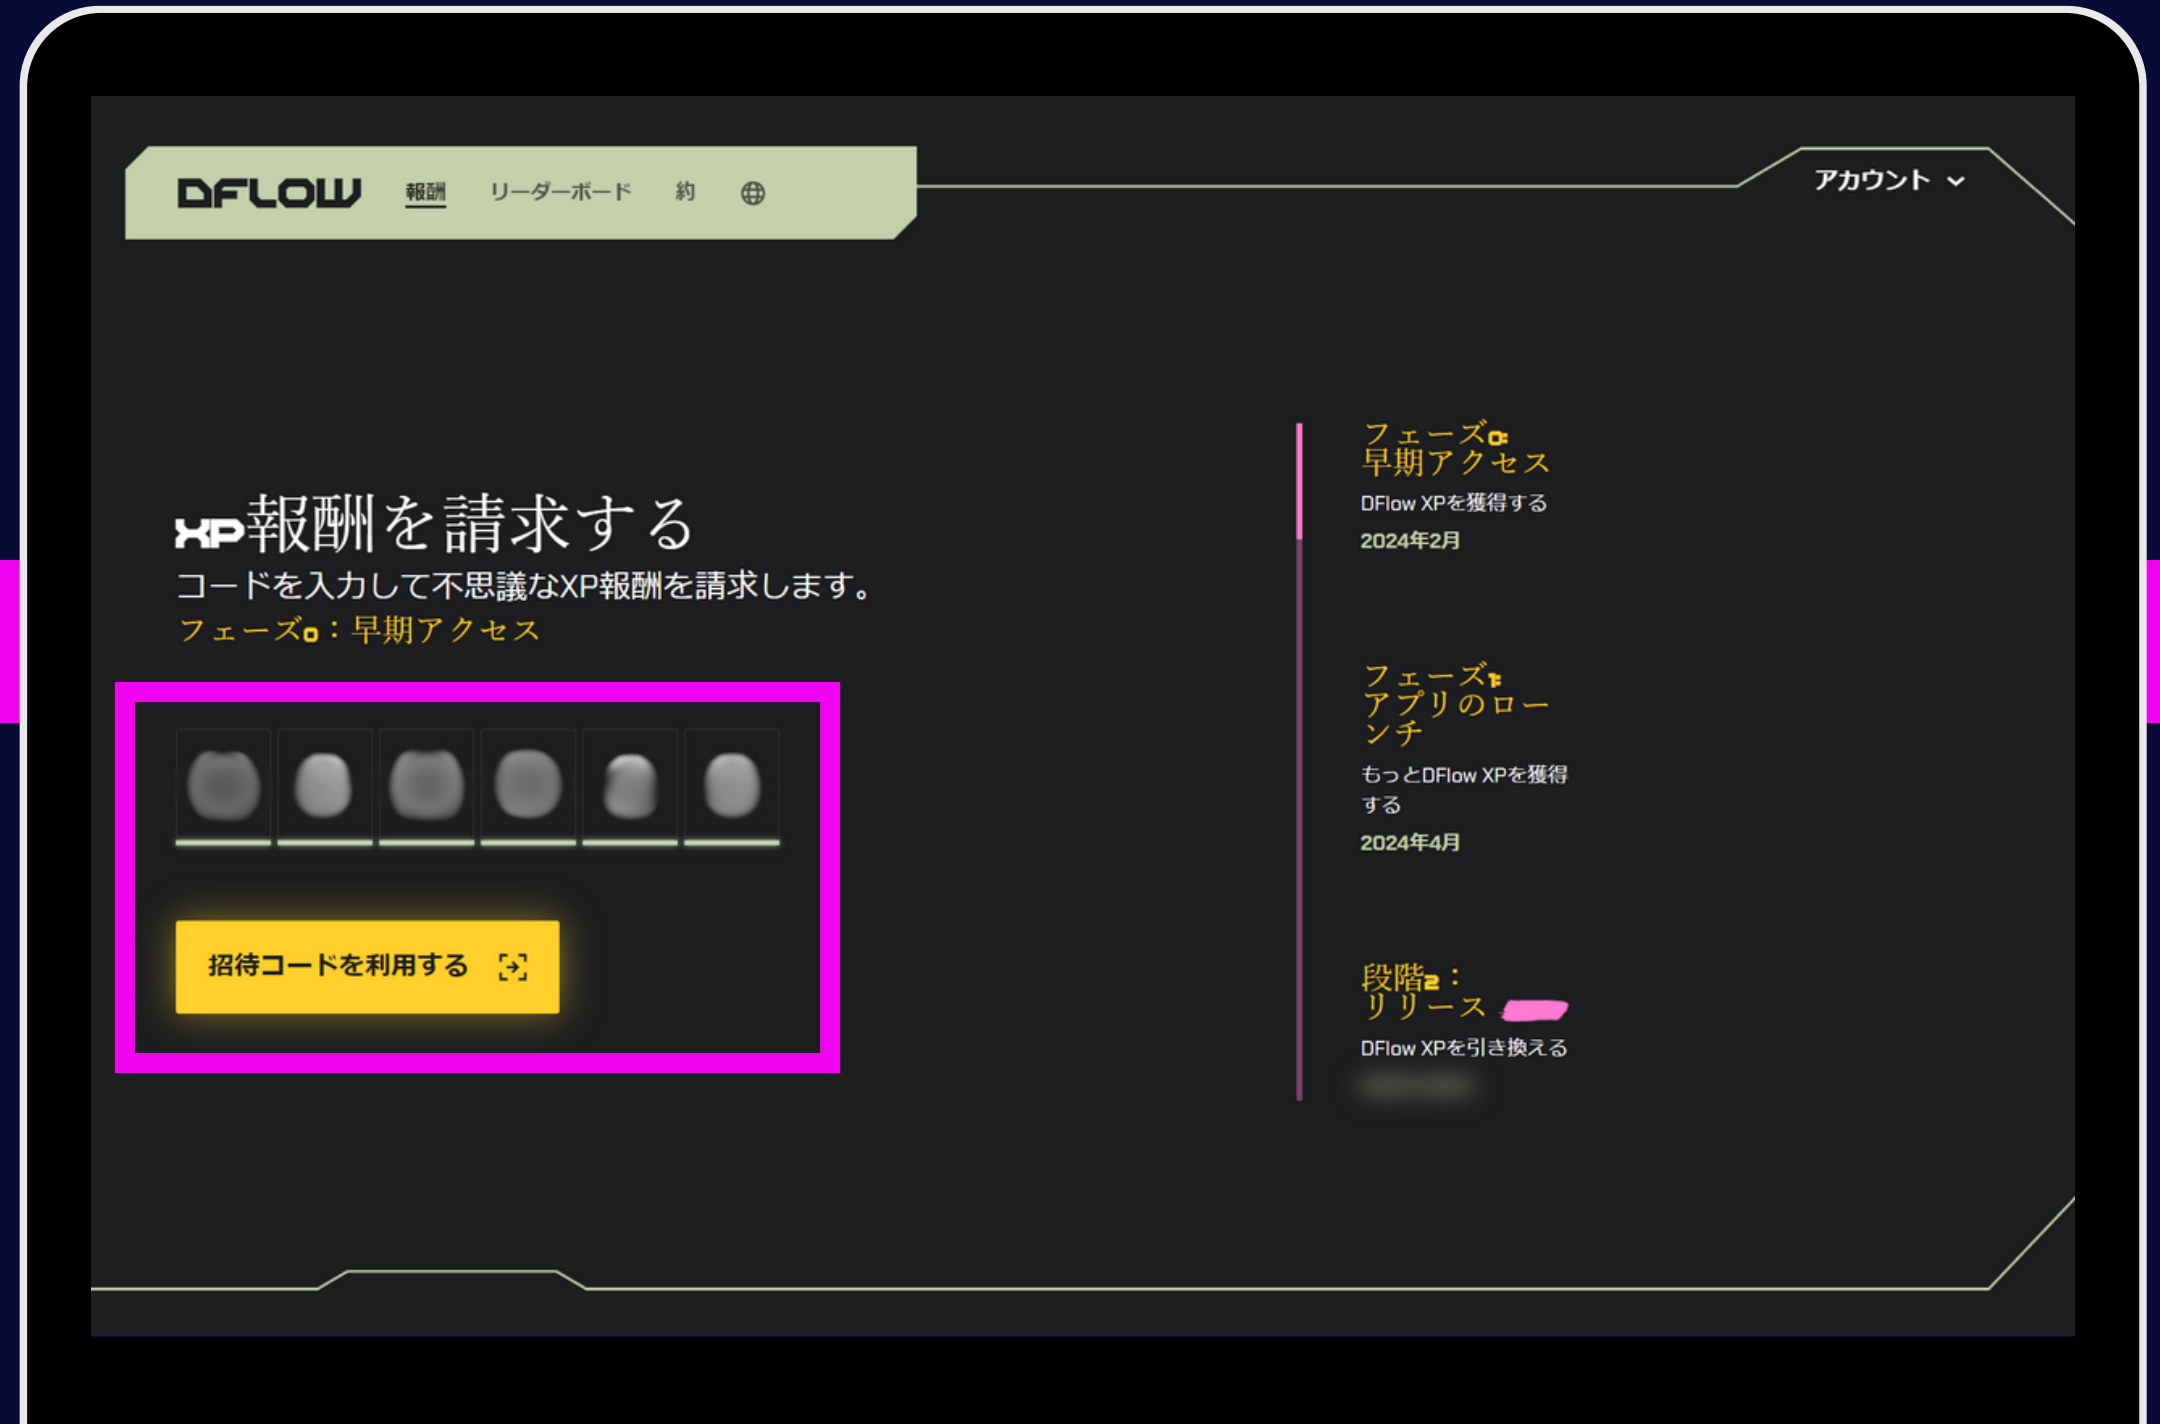 DFLOW 報酬 リーダーボード 約
アカウント
XP報酬を請求する
コードを入力して不思議なXP報酬を請求します。
フェーズ0：早期アクセス
招待コードを利用する
フェーズ0:
早期アクセス
DFlow XPを獲得する
2024年2月
フェーズ1:
アプリのロー
ンチ
もっとDFlow XPを獲得
する
2024年4月
段階2：
リリース
DFlow XPを引き換える